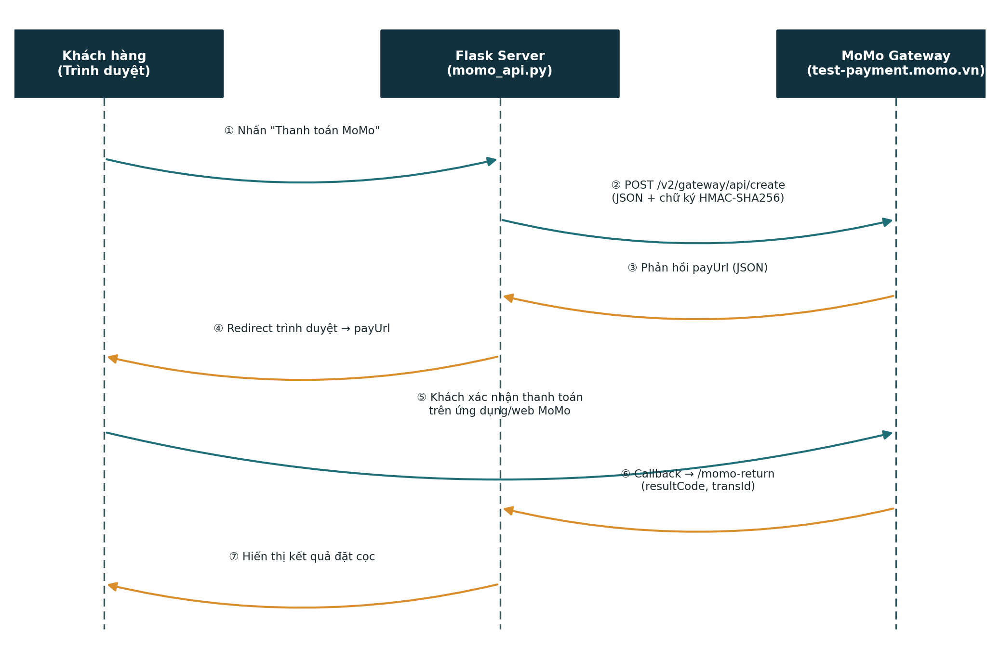 Khách hàng
(Trình duyệt)
Flask Server
(momo_api.py)
MoMo Gateway
(test-payment.momo.vn)
① Nhấn "Thanh toán MoMo"
② POST /v2/gateway/api/create
(JSON + chữ ký HMAC-SHA256)
③ Phản hồi payUrl (JSON)
④ Redirect trình duyệt → payUrl
⑤ Khách xác nhận thanh toán
trên ứng dụng/web MoMo
⑥ Callback → /momo-return
(resultCode, transId)
⑦ Hiển thị kết quả đặt cọc